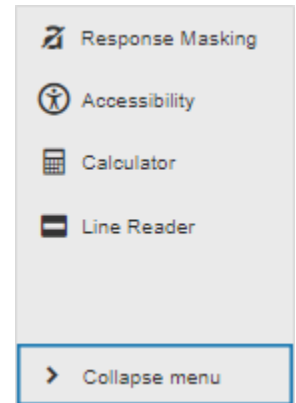 Response Masking
Accessibility
Calculator
Line Reader
Collapse menu